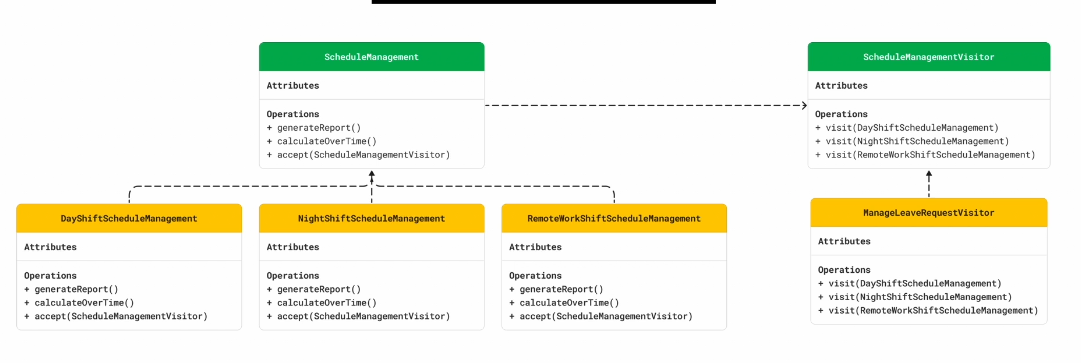 ScheduleManagement
Attributes
Operations
+ generateReport()
+ calculateOverTime()
+ accept(ScheduleManagementVisitor)
ScheduleManagementVisitor
Attributes
Operations
+ visit(DayShiftScheduleManagement)
+ visit(NightShiftScheduleManagement)
+ visit(RemoteWorkShiftScheduleManagement)
DayShiftScheduleManagement
Attributes
Operations
+ generateReport()
+ calculateOverTime()
+ accept(ScheduleManagementVisitor)
NightShiftScheduleManagement
Attributes
Operations
+ generateReport()
+ calculateOverTime()
+ accept(ScheduleManagementVisitor)
RemoteWorkShiftScheduleManagement
Attributes
Operations
+ generateReport()
+ calculateOverTime()
+ accept(ScheduleManagementVisitor)
ManageLeaveRequestVisitor
Attributes
Operations
+ visit(DayShiftScheduleManagement)
+ visit(NightShiftScheduleManagement)
+ visit(RemoteWorkShiftScheduleManagement)